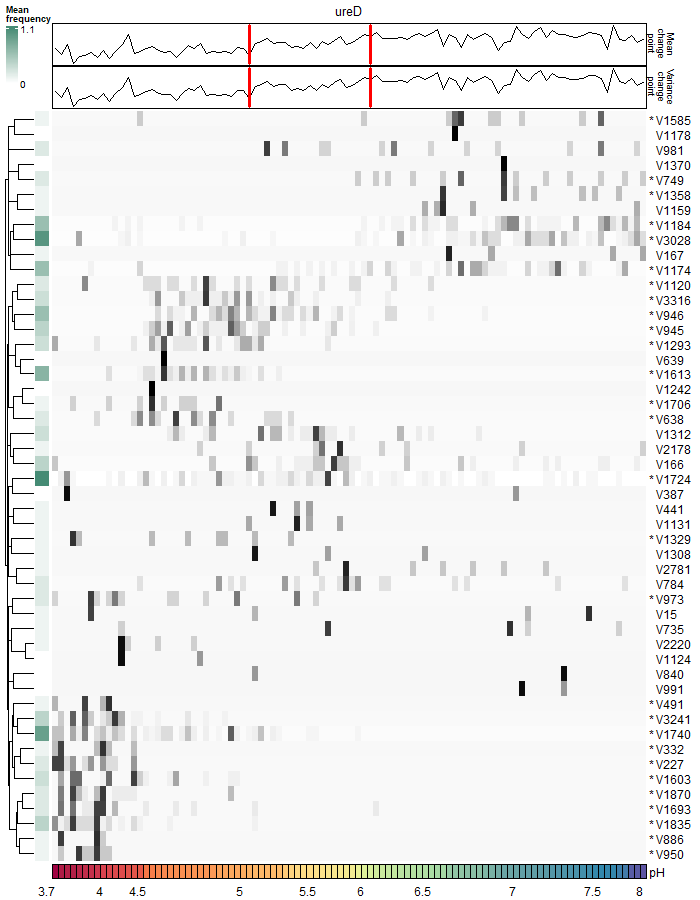 ureD
Mean
frequency
1.1
0
Mean
change
point
Variance
change
point
* V1585
V1178
V981
V1370
* V749
* V1358
V1159
* V1184
* V3028
V167
* V1174
* V1120
* V3316
* V946
* V945
* V1293
V639
* V1613
V1242
* V1706
* V638
V1312
V2178
V166
* V1724
V387
V441
V1131
* V1329
V1308
V2781
V784
* V973
V15
V735
V2220
V1124
V840
V991
* V491
* V3241
* V1740
* V332
* V227
* V1603
* V1870
* V1693
* V1835
* V886
* V950
pH
3.7 4 4.5 5 5.5 6 6.5 7 7.5 8